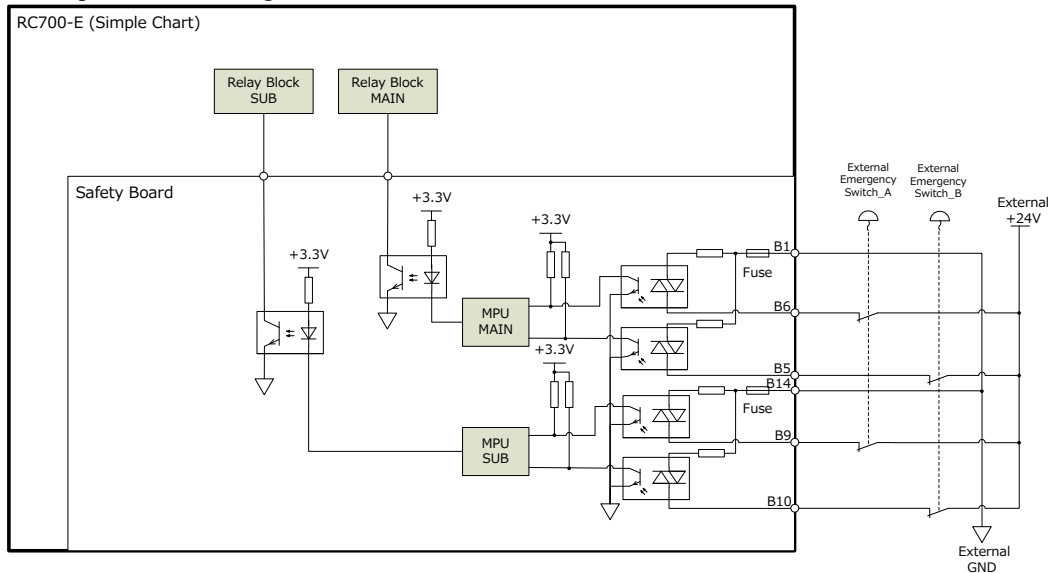 RC700-E (Simple Chart)
Relay Block
SUB
Relay Block
MAIN
Safety Board
+3.3V
+3.3V
+3.3V
External
Emergency
Switch_A
External
Emergency
Switch_B
External
+24V
B1
Fuse
B6
MPU
MAIN
+3.3V
B5
B14
Fuse
B9
MPU
SUB
B10
External
GND